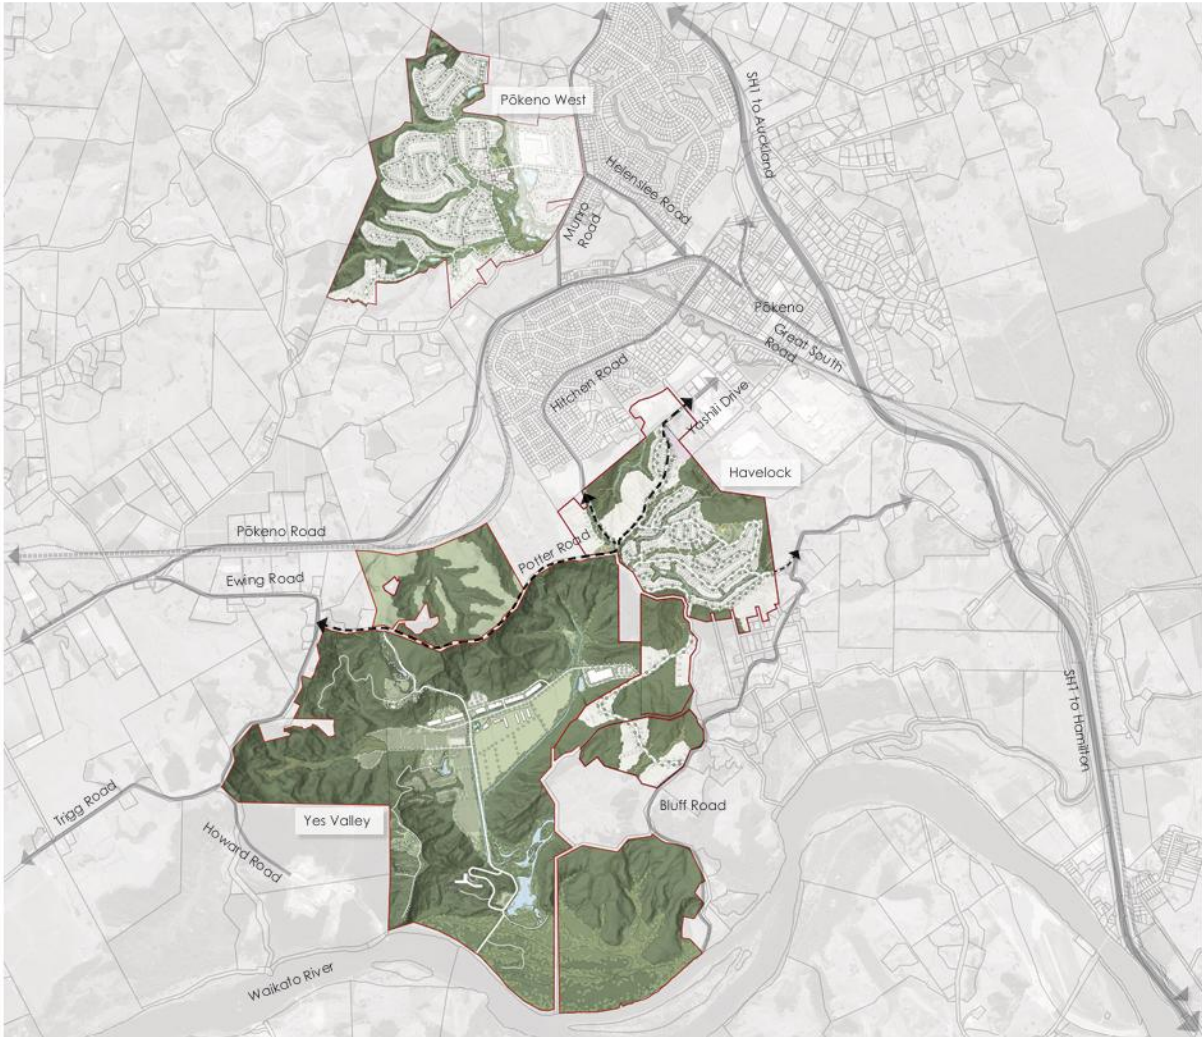 Pōkeno West
SH1 to Auckland
Helenslee Road
Munro
Road
Pōkeno
Great South
Road
Hitchen Road
Yashili Drive
Havelock
Pōkeno Road
Potter Road
Ewing Road
SH1 to Hamilton
Trigg Road
Yes Valley
Bluff Road
Howard Road
Waikato River